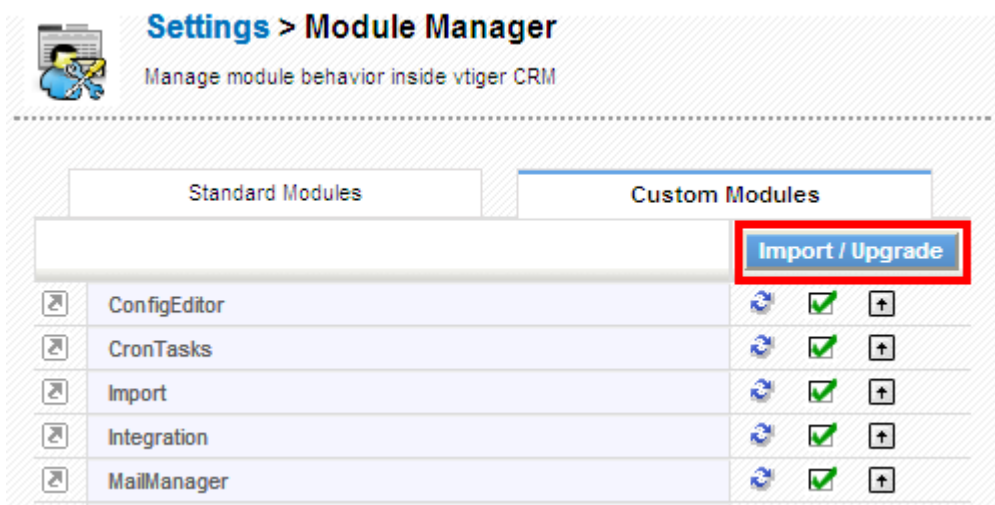 Settings > Module Manager
Manage module behavior inside vtiger CRM
Standard Modules
Custom Modules
Import / Upgrade
ConfigEditor
CronTasks
Import
Integration
MailManager